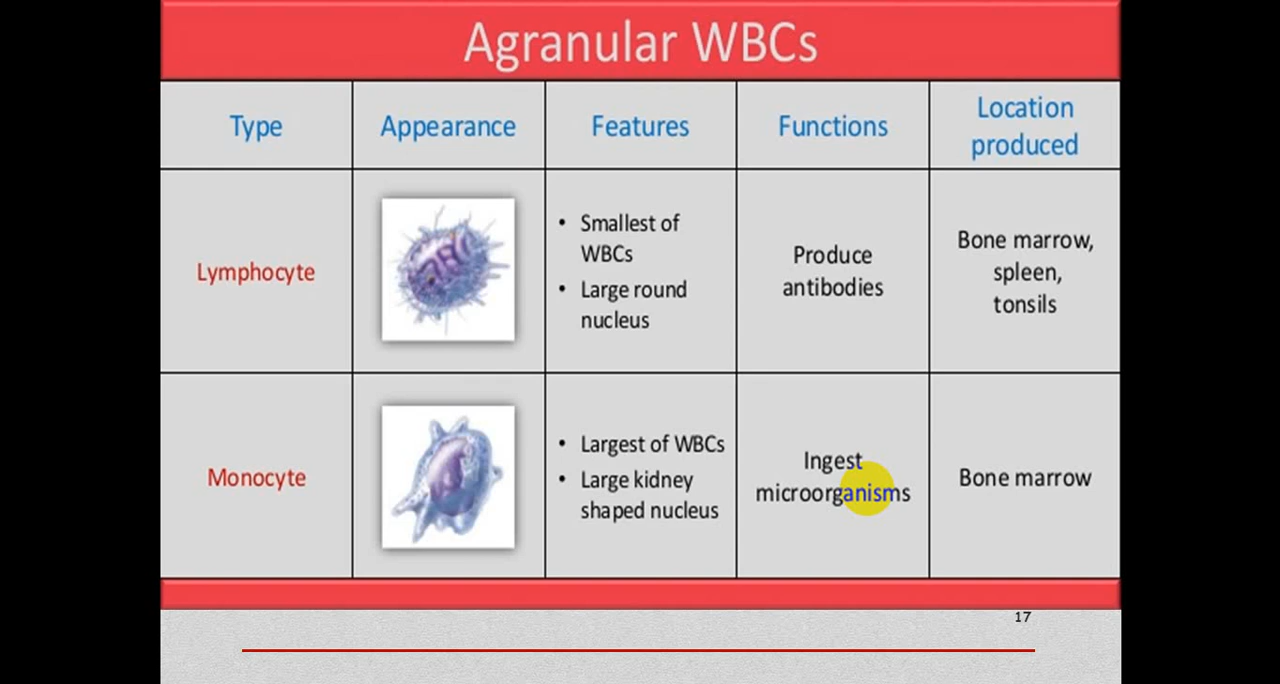 Agranular WBCs
Type
Appearance
Features
Functions
Location
produced
Lymphocyte
• Smallest of
WBCs
• Large round
nucleus
Produce
antibodies
Bone marrow,
spleen,
tonsils
Monocyte
• Largest of WBCs
• Large kidney
shaped nucleus
Ingest
microorganisms
Bone marrow
17